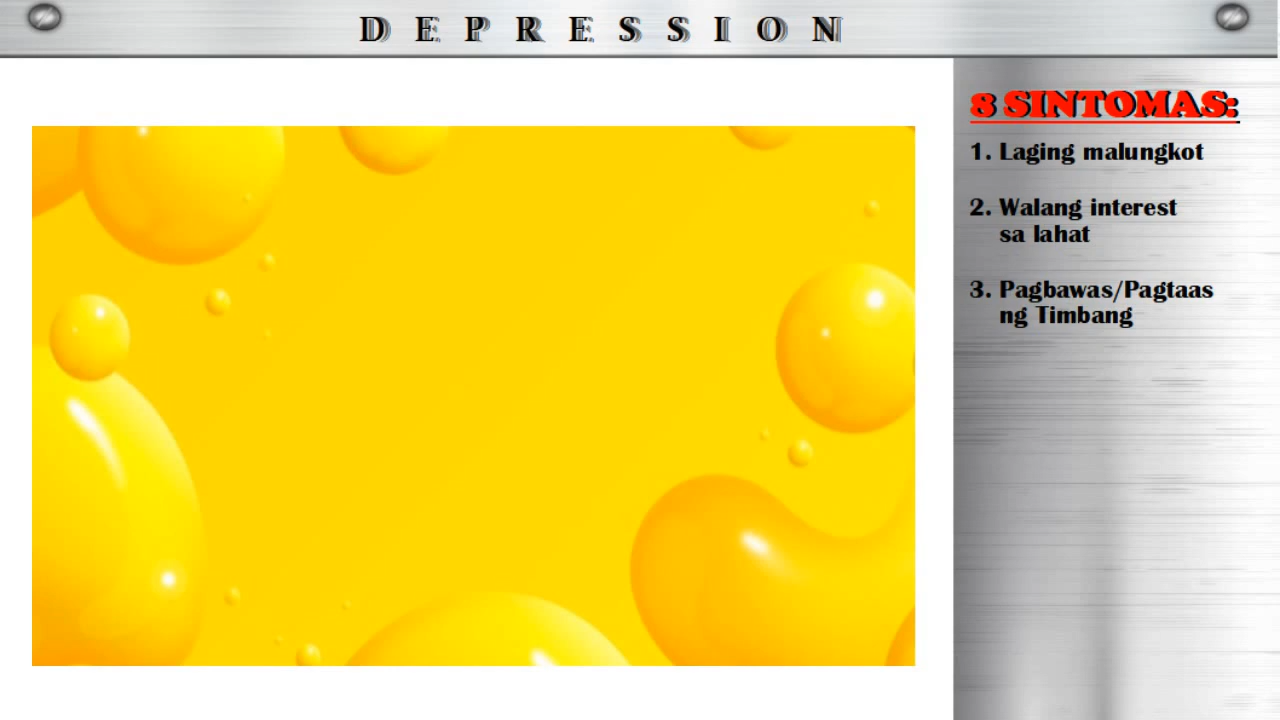 DEPRESSION
8 SINTOMAS:
1. Laging malungkot
2. Walang interest
sa lahat
3. Pagbawas/Pagtaas
ng Timbang